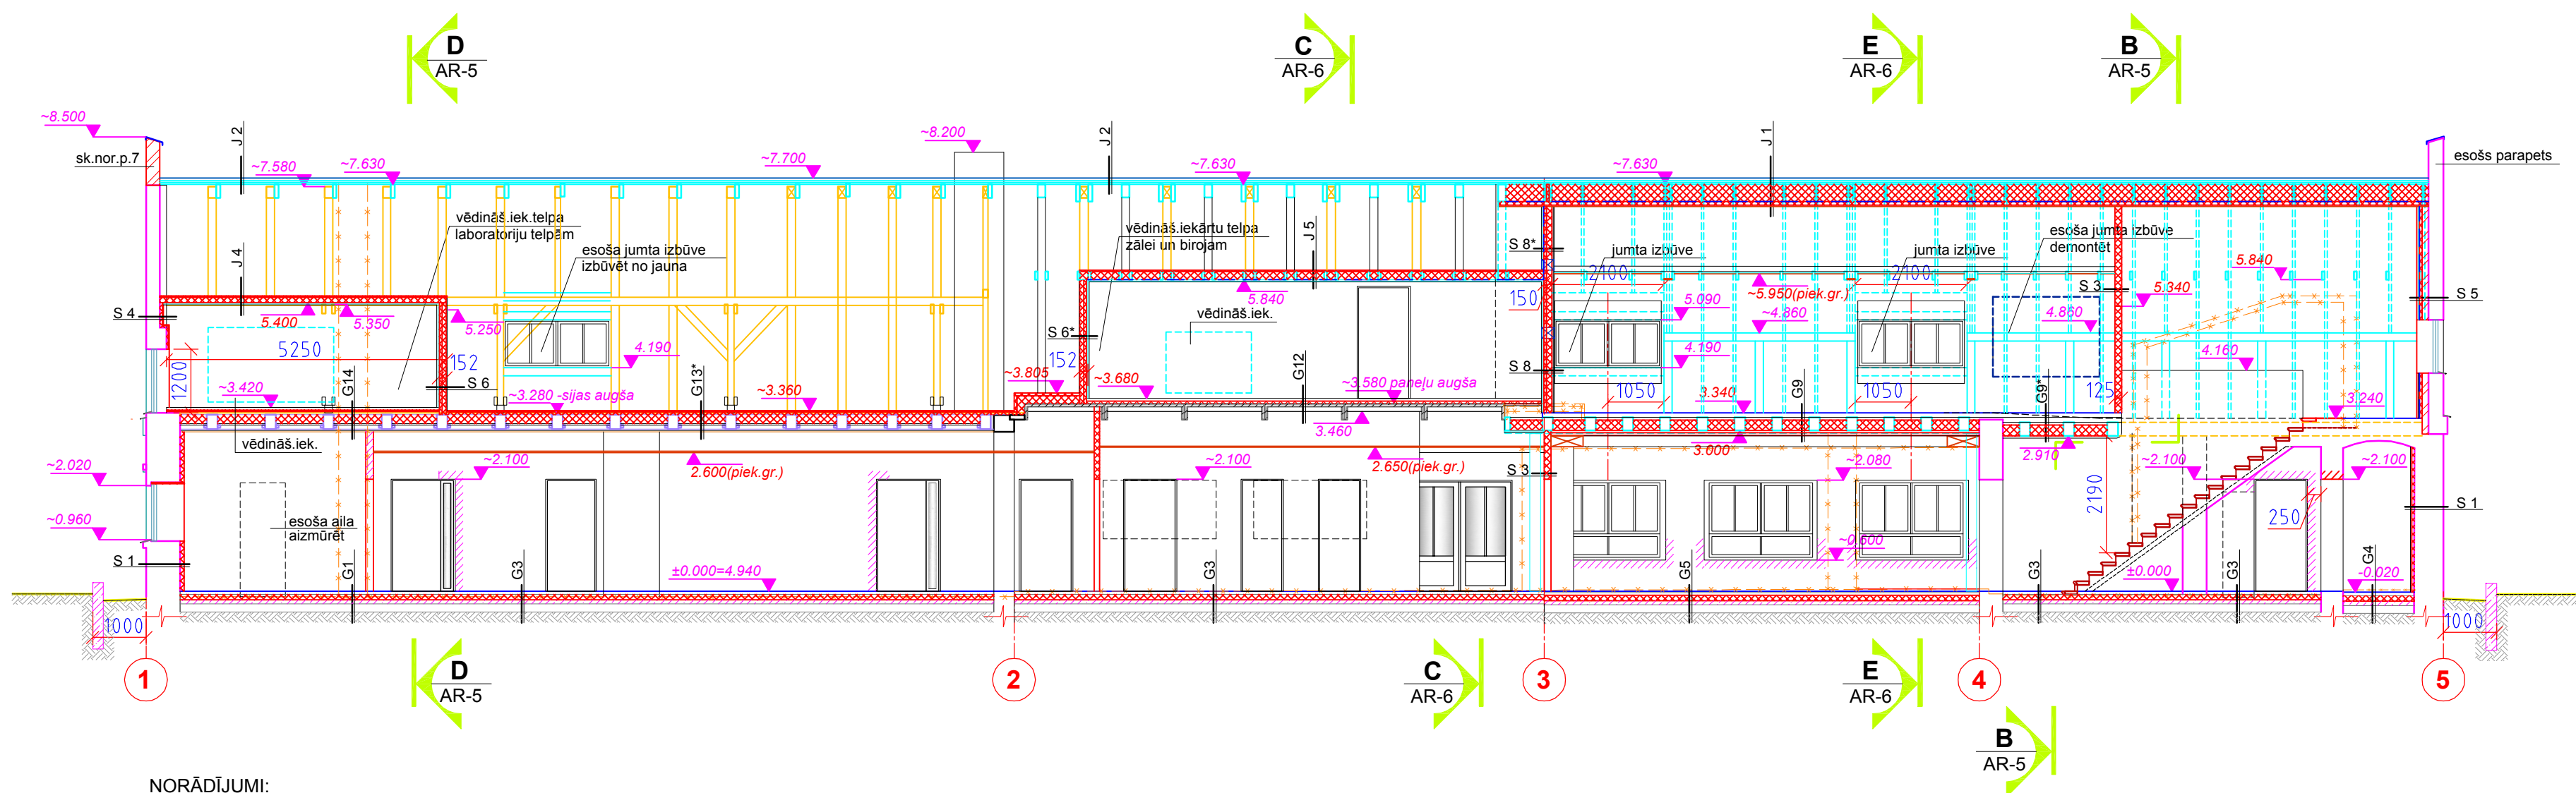 D
AR-5
C
AR-6
E
AR-6
B
AR-5
~8.500
sk.nor.p.7
J 2
~7.580
~7.630
~7.700
~8.200
J 2
~7.630
~7.630
J 1
esošs parapets
vēdināš.iek.telpa
laboratoriju telpām
esoša jumta izbūve
izbūvēt no jauna
vēdināš.iekārtu telpa
zālei un birojam
J 4
J 5
S 8*
jumta izbūve
jumta izbūve
esoša jumta izbūve
demontēt
2100
2100
5.840
S 4
5.400
5.350
5.250
5.840
150
~5.950(piek.gr.)
5.090
~4.860
4.860
S 3
5.340
S 5
vēdināš.iek.
S 6*
5250
152
152
1200
4.190
4.190
4.160
S 6
S 8
G14
G13*
G12
G9
G9*
~3.420
~3.280 -sijas augša
~3.360
~3.805
~3.680
~3.580 paneļu augša
1050
1050
125
3.340
3.240
3.460
3.000
2.910
vēdināš.iek.
~2.020
~2.100
2.600(piek.gr.)
~2.100
2.650(piek.gr.)
S 3
~2.080
2190
~2.100
~2.100
~0.960
esoša aila
aizmūrēt
250
S 1
S 1
~0.600
G1
G3
±0.000=4.940
G3
G5
G3
±0.000
G3
G4
-0.020
1000
1000
1
2
3
4
5
D
AR-5
C
AR-6
E
AR-6
B
AR-5
NORĀDĪJUMI: